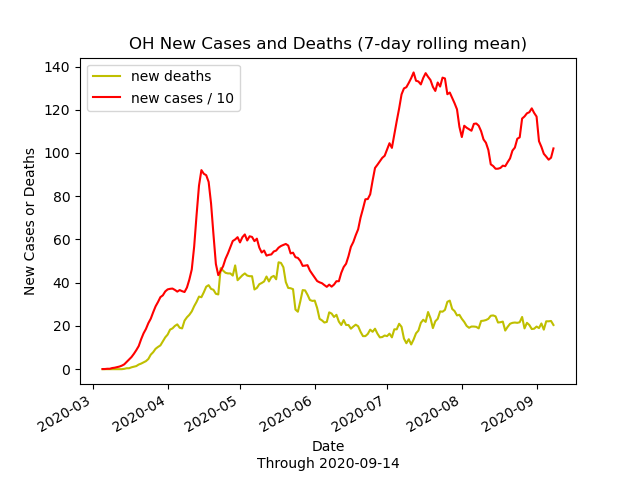 OH New Cases and Deaths (7-day rolling mean)
new deaths
new cases / 10
New Cases or Deaths
140
120
100
80
60
40
20
0
2020-03
2020-04
2020-05
2020-06
2020-07
2020-08
2020-09
Date
Through 2020-09-14